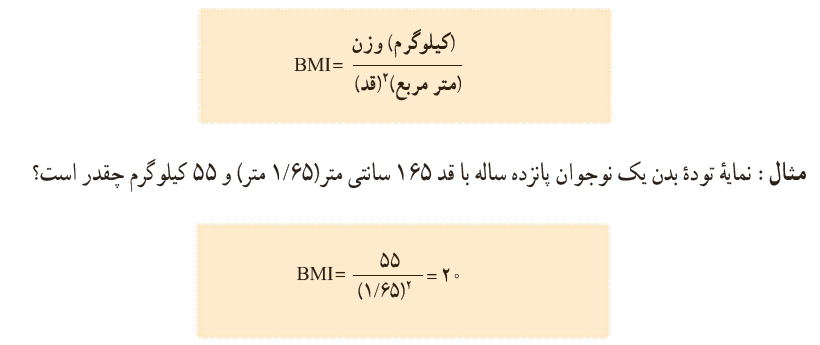 BMI= (کیلوگرم) وزن
(متر مربع)۲(قد)
مثال : نمایهٔ تودهٔ بدن یک نوجوان پانزده ساله با قد ۱۶۵ سانتی متر(۱/۶۵ متر) و ۵۵ کیلوگرم چقدر است؟
BMI= ۵۵
(۱/۶۵)۲ = ۲۰